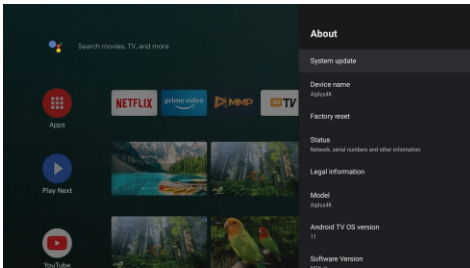 About
Search movies, TV, and more
System update
Device name
Aiplus4K
Factory reset
NETFLIX
prime video
MMP
TV
Apps
Status
Network, serial numbers and other information
Legal information
Play Next
Model
Aiplus4K
Android TV OS version
11
YouTube
Software Version